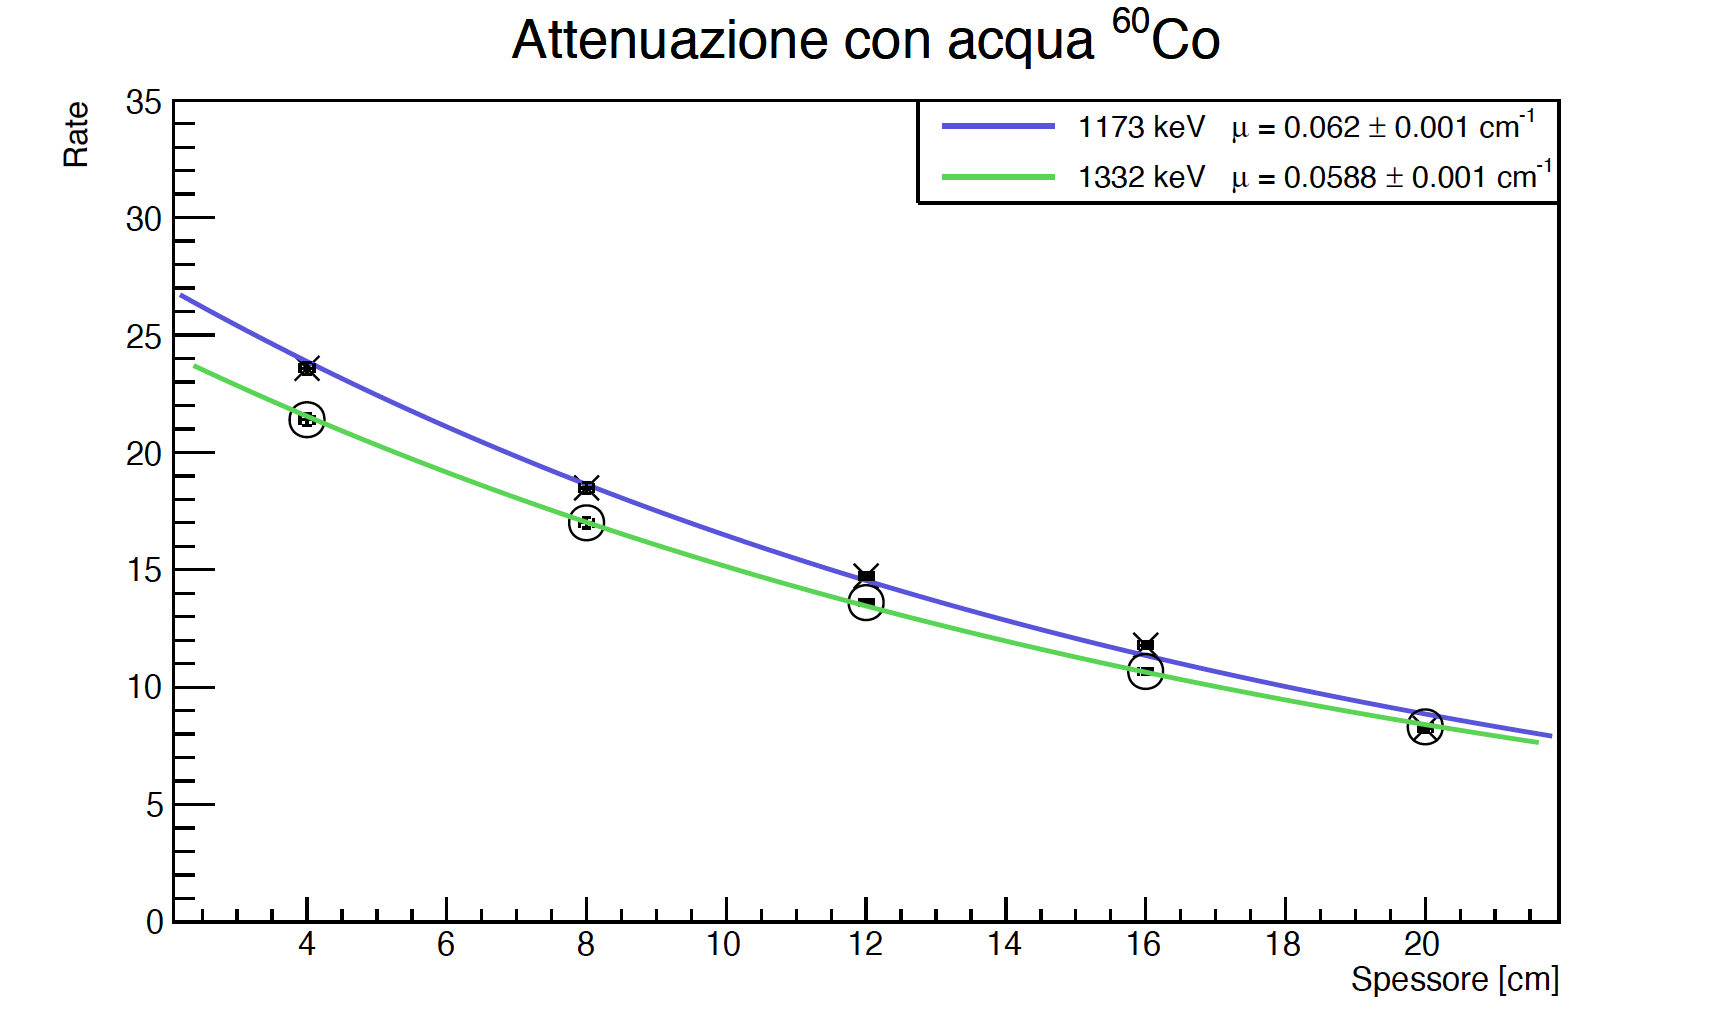 Attenuazione con acqua ⁶⁰Co
Rate
1173 keV μ = 0.062 ± 0.001 cm⁻¹
1332 keV μ = 0.0588 ± 0.001 cm⁻¹
35
30
25
20
15
10
5
0
4 6 8 10 12 14 16 18 20
Spessore [cm]